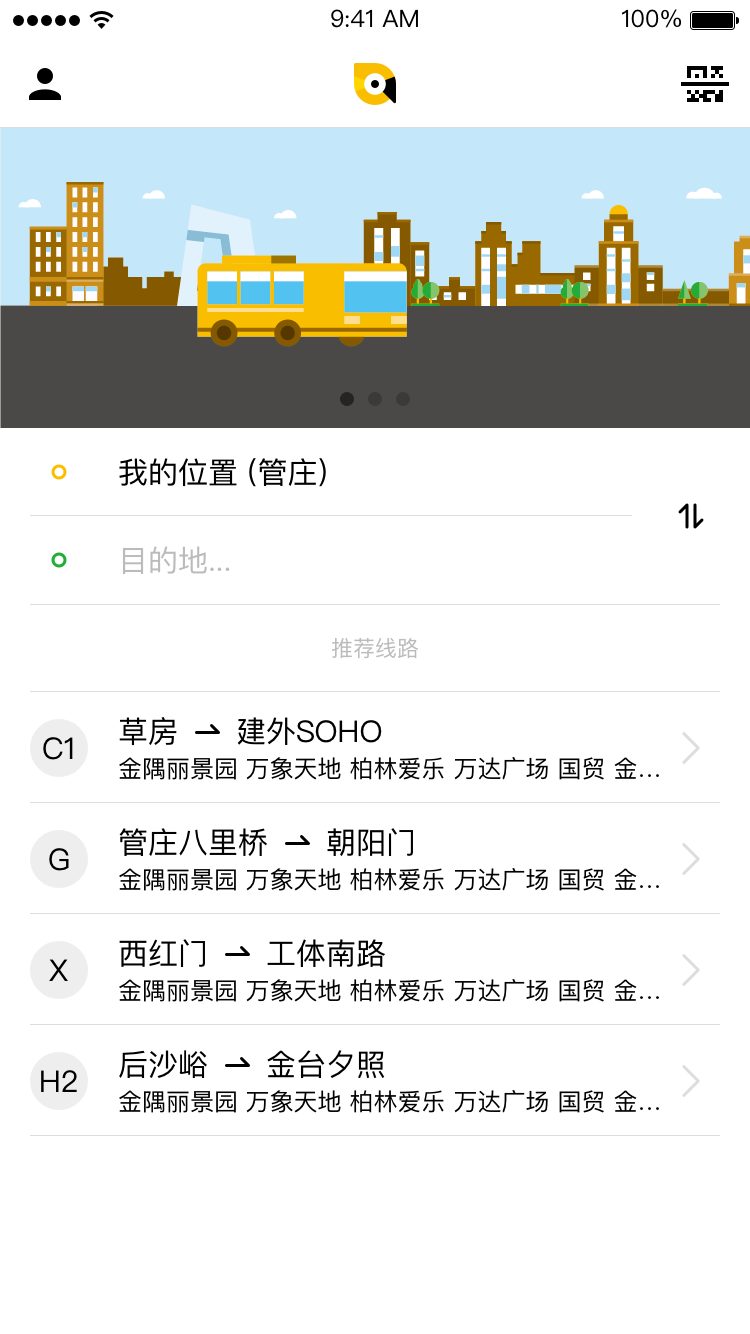 9:41 AM 100%
我的位置 (管庄)
目的地...
推荐线路
C1
草房 ⇀ 建外SOHO
金隅丽景园 万象天地 柏林爱乐 万达广场 国贸 金...
G
管庄八里桥 ⇀ 朝阳门
金隅丽景园 万象天地 柏林爱乐 万达广场 国贸 金...
X
西红门 ⇀ 工体南路
金隅丽景园 万象天地 柏林爱乐 万达广场 国贸 金...
H2
后沙峪 ⇀ 金台夕照
金隅丽景园 万象天地 柏林爱乐 万达广场 国贸 金...